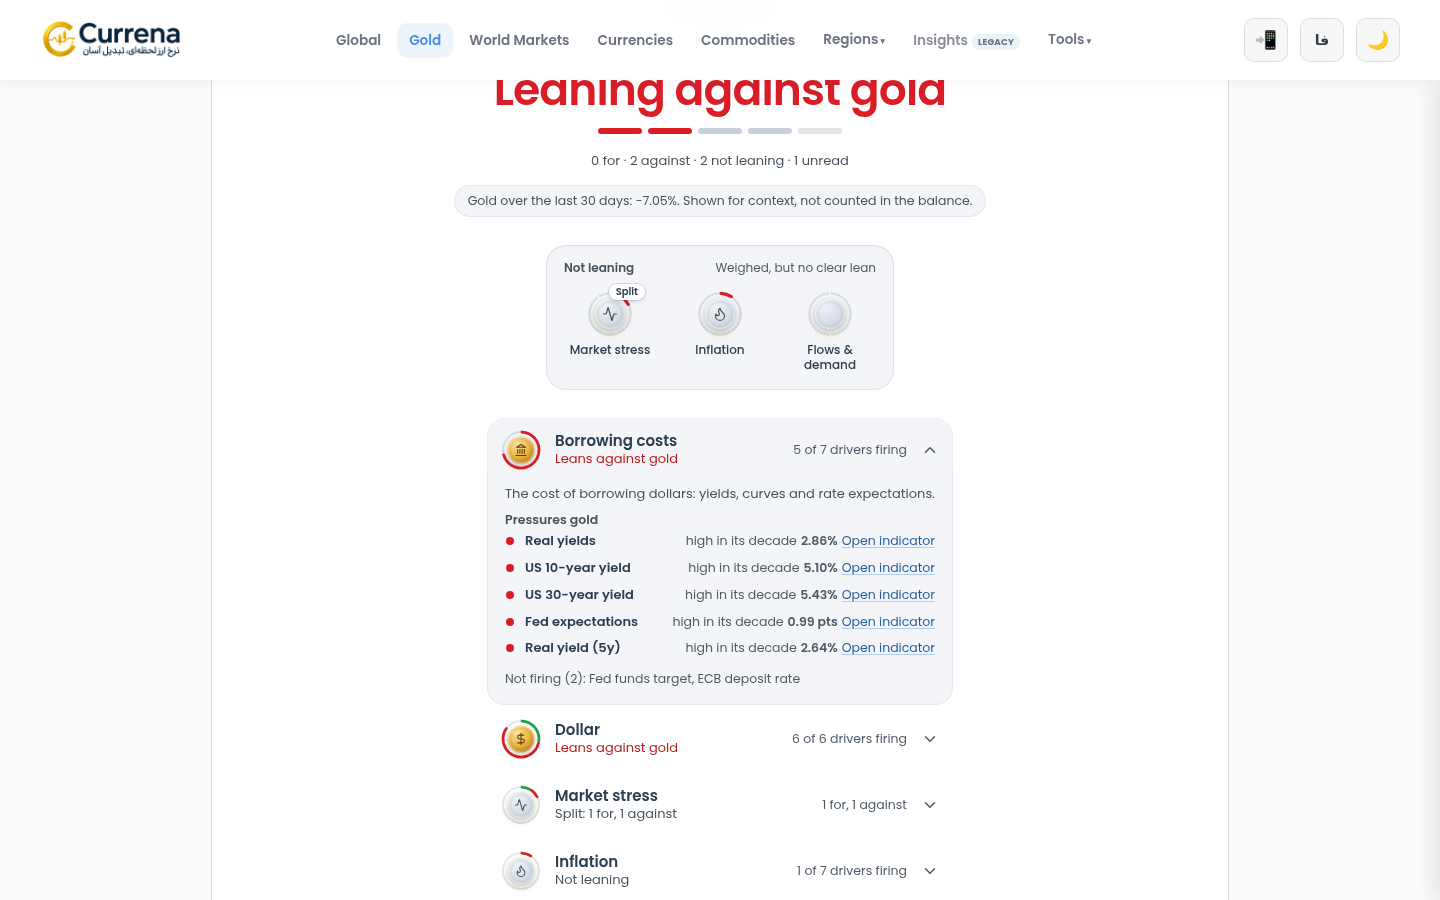 Currena
نرخ ارز لحظه‌ای، تبدیل آسان
Global
Gold
World Markets
Currencies
Commodities
Regions ▾
Insights LEGACY
Tools ▾
فا
Leaning against gold
0 for · 2 against · 2 not leaning · 1 unread
Gold over the last 30 days: -7.05%. Shown for context, not counted in the balance.
Not leaning
Weighed, but no clear lean
Split
Market stress
Inflation
Flows &
demand
Borrowing costs
Leans against gold
5 of 7 drivers firing
The cost of borrowing dollars: yields, curves and rate expectations.
Pressures gold
Real yields high in its decade 2.86% Open indicator
US 10-year yield high in its decade 5.10% Open indicator
US 30-year yield high in its decade 5.43% Open indicator
Fed expectations high in its decade 0.99 pts Open indicator
Real yield (5y) high in its decade 2.64% Open indicator
Not firing (2): Fed funds target, ECB deposit rate
Dollar
Leans against gold
6 of 6 drivers firing
Market stress
Split: 1 for, 1 against
1 for, 1 against
Inflation
Not leaning
1 of 7 drivers firing